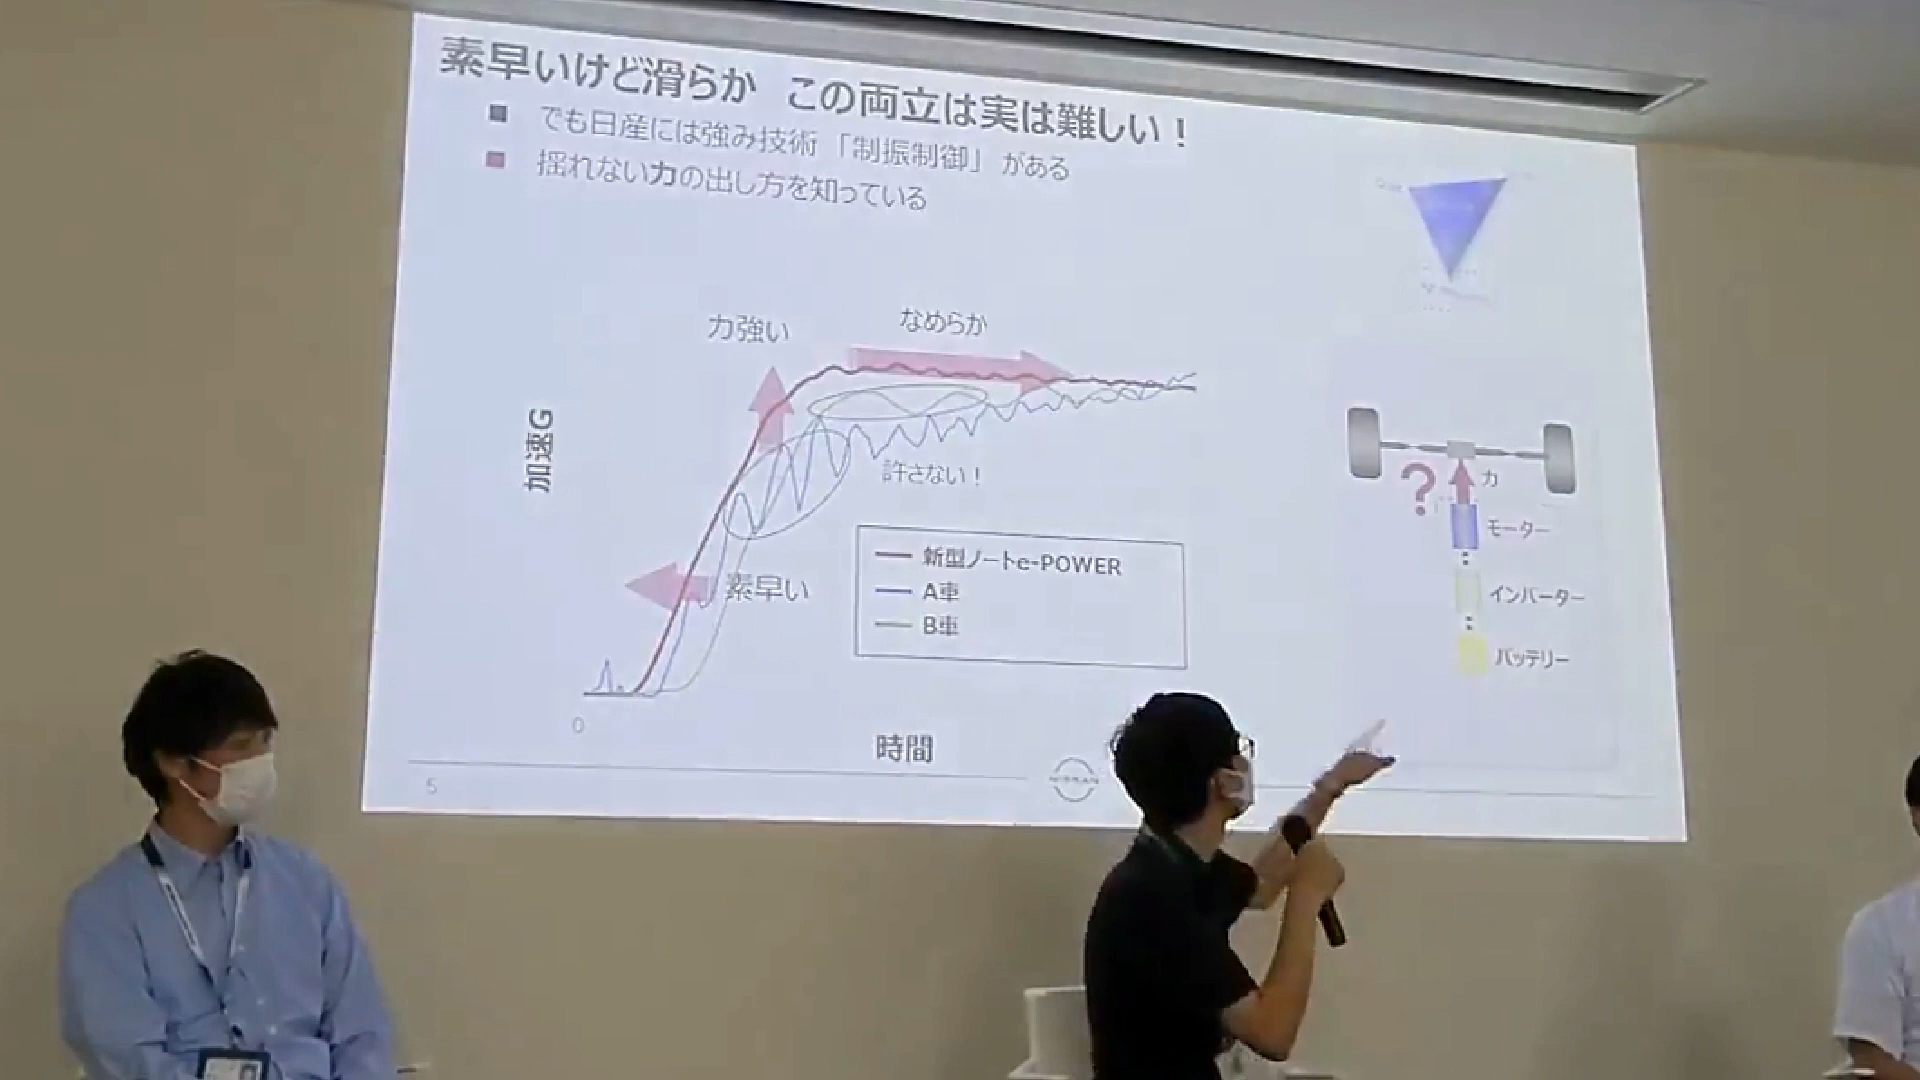 素早いけど滑らか この両立は実は難しい！
■ でも日産には強み技術「制振制御」がある
■ 揺れない力の出し方を知っている
力強い
なめらか
加速G
許さない！
素早い
新型ノートe-POWER
A車
B車
0
時間
?
力
モーター
インバーター
バッテリー
5
NISSAN